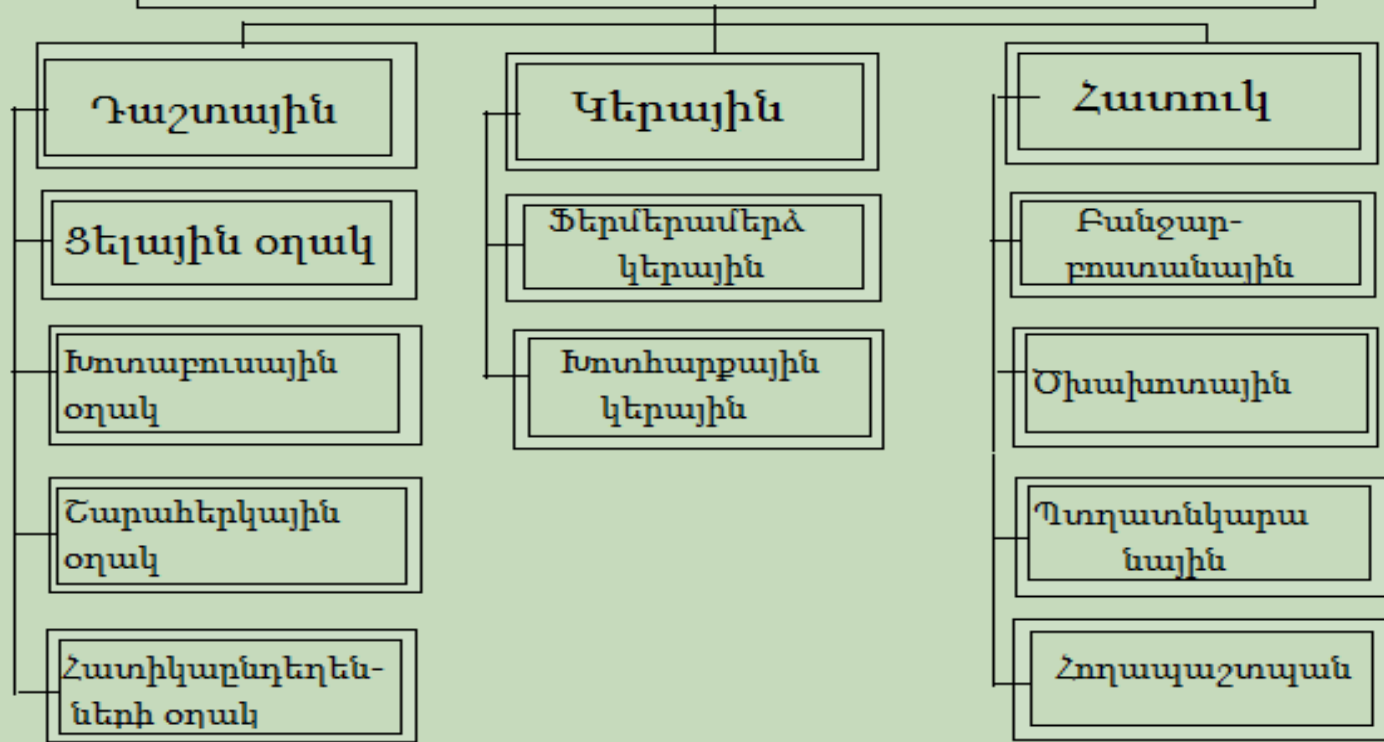 Դաշտային
Ցելային օղակ
Խոտաբուսային
օղակ
Շարահերկային
օղակ
Հատիկաընդեղեն-
ների օղակ
Կերային
Ֆերմերամերձ
կերային
Խոտհարքային
կերային
Հատուկ
Բանջար-
բոստանային
Ծխախոտային
Պտղատնկարա
նային
Հողապաշտպան